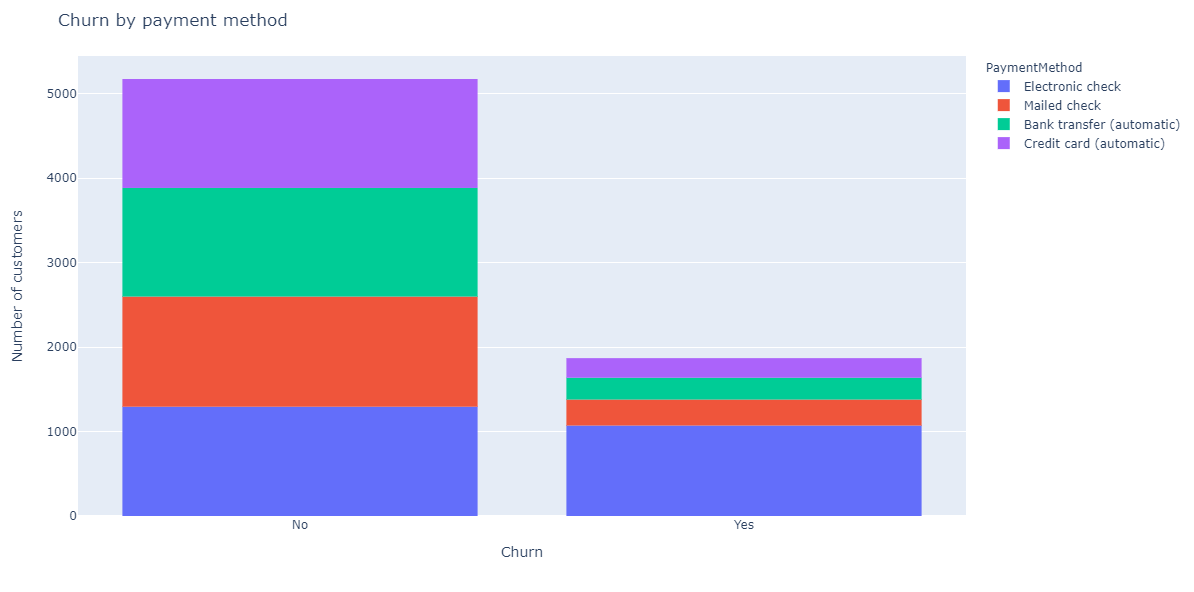 Churn by payment method
PaymentMethod
Electronic check
Mailed check
Bank transfer (automatic)
Credit card (automatic)
Number of customers
5000
4000
3000
2000
1000
0
No
Yes
Churn